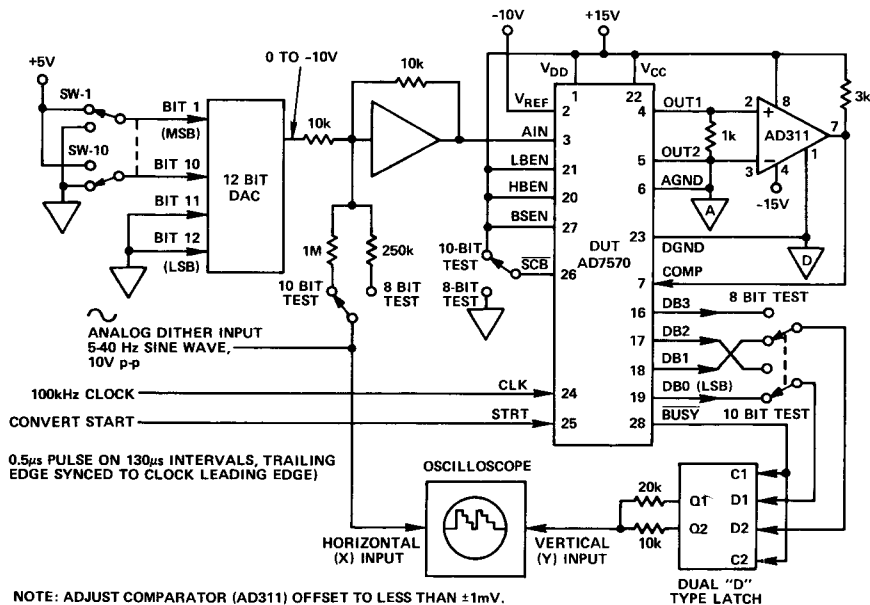 -10V
+15V
+5V
0 TO -10V
10k
SW-1
BIT 1
(MSB)
SW-10
BIT 10
BIT 11
BIT 12
(LSB)
12 BIT
DAC
10k
1M
250k
10 BIT
TEST
8 BIT
TEST
ANALOG DITHER INPUT
5-40 Hz SINE WAVE,
10V p-p
100kHz CLOCK
CONVERT START
0.5μs PULSE ON 130μs INTERVALS, TRAILING
EDGE SYNCED TO CLOCK LEADING EDGE)
VREF
AIN
LBEN
HBEN
BSEN
10-BIT
TEST
SCB
8-BIT
TEST
CLK
STRT
VDD
VCC
1
22
2
3
21
20
27
26
24
25
4
5
6
23
7
16
17
18
19
28
DUT
AD7570
OUT1
OUT2
AGND
DGND
COMP
DB3
DB2
DB1
DB0 (LSB)
BUSY
1k
A
D
2
+
3
−
8
AD311
7
1
4
-15V
3k
8 BIT TEST
10 BIT TEST
OSCILLOSCOPE
HORIZONTAL
(X) INPUT
VERTICAL
(Y) INPUT
20k
10k
Q1
Q2
C1
D1
D2
C2
DUAL "D"
TYPE LATCH
NOTE: ADJUST COMPARATOR (AD311) OFFSET TO LESS THAN ±1mV.